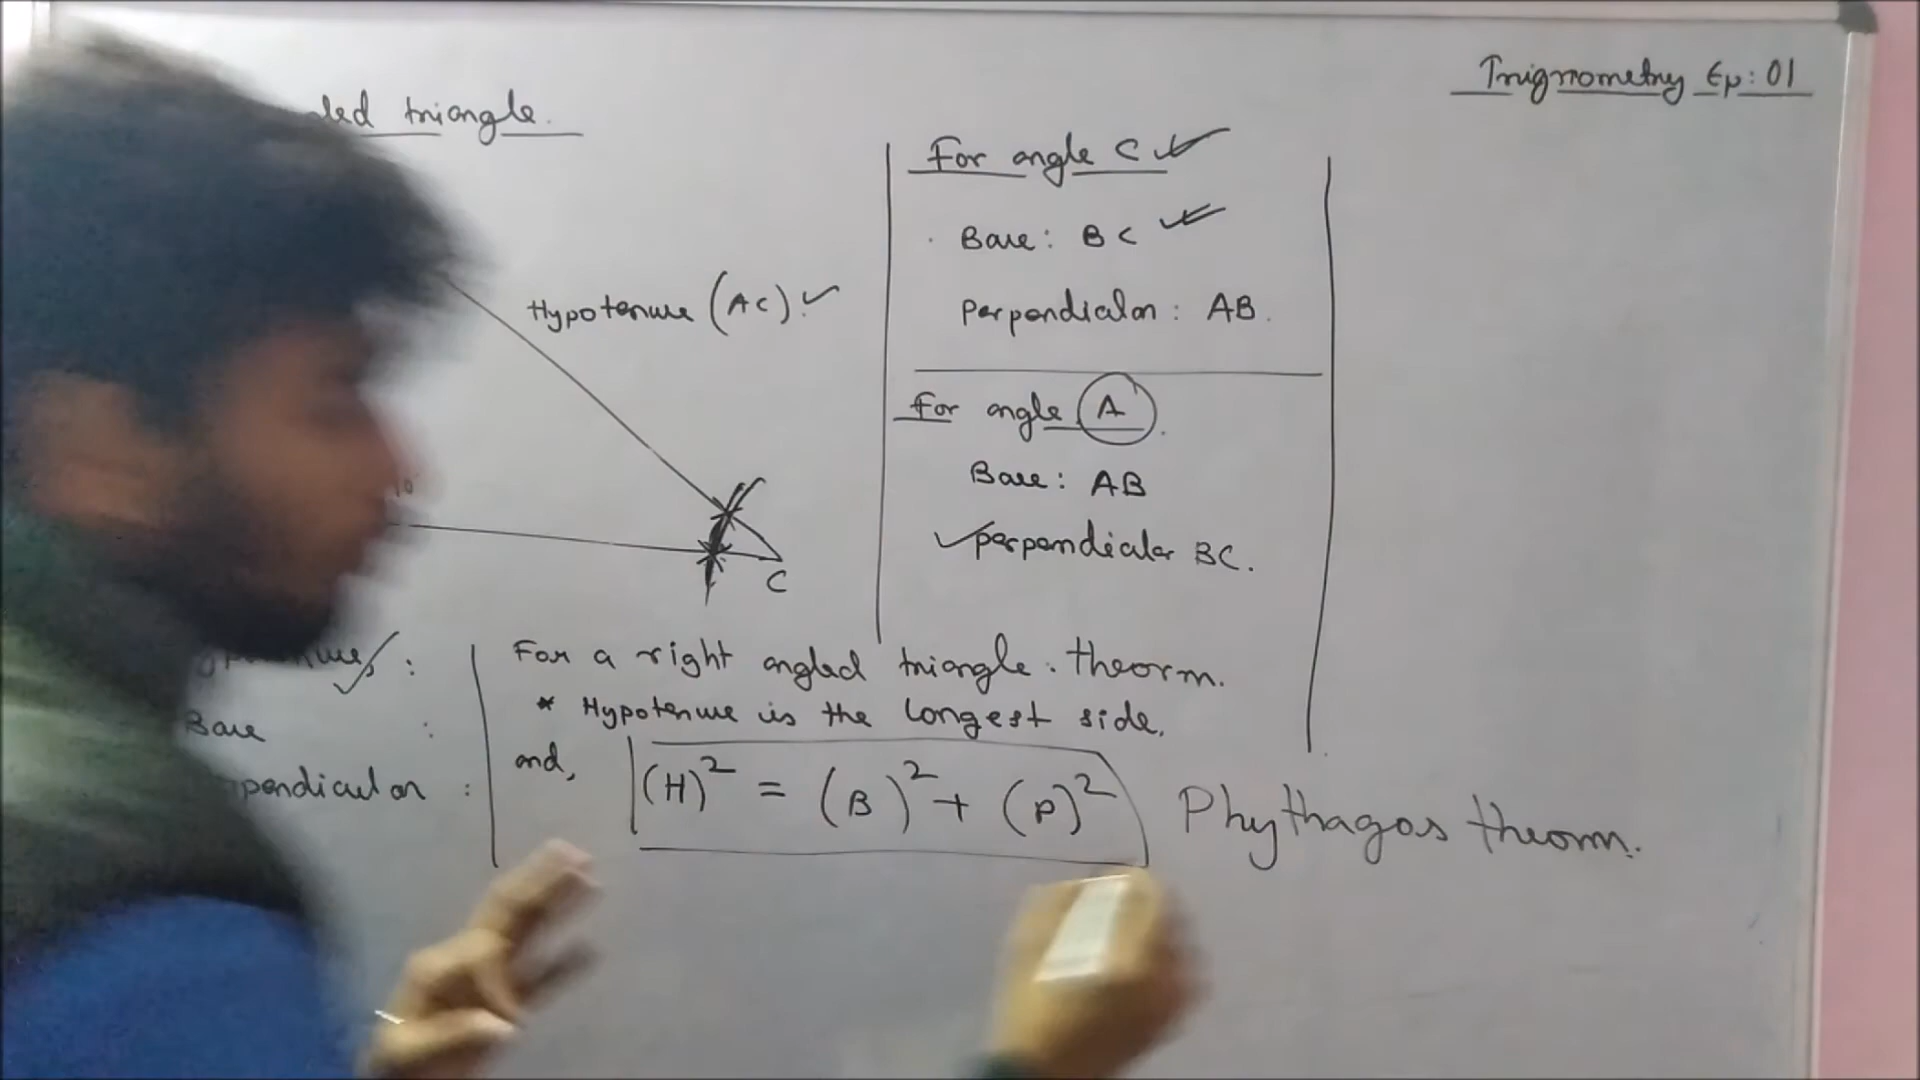 Trignometry Ep: 01
triangle.
Hypotenuse (AC).
C
For angle C
Base: BC
Perpendicular: AB.
For angle A.
Base: AB
perpendicular BC.
Base :
:
For a right angled triangle. theorm.
* Hypotenuse is the longest side.
and,
(H)² = (B)² + (P)²
Phythagos theorm.